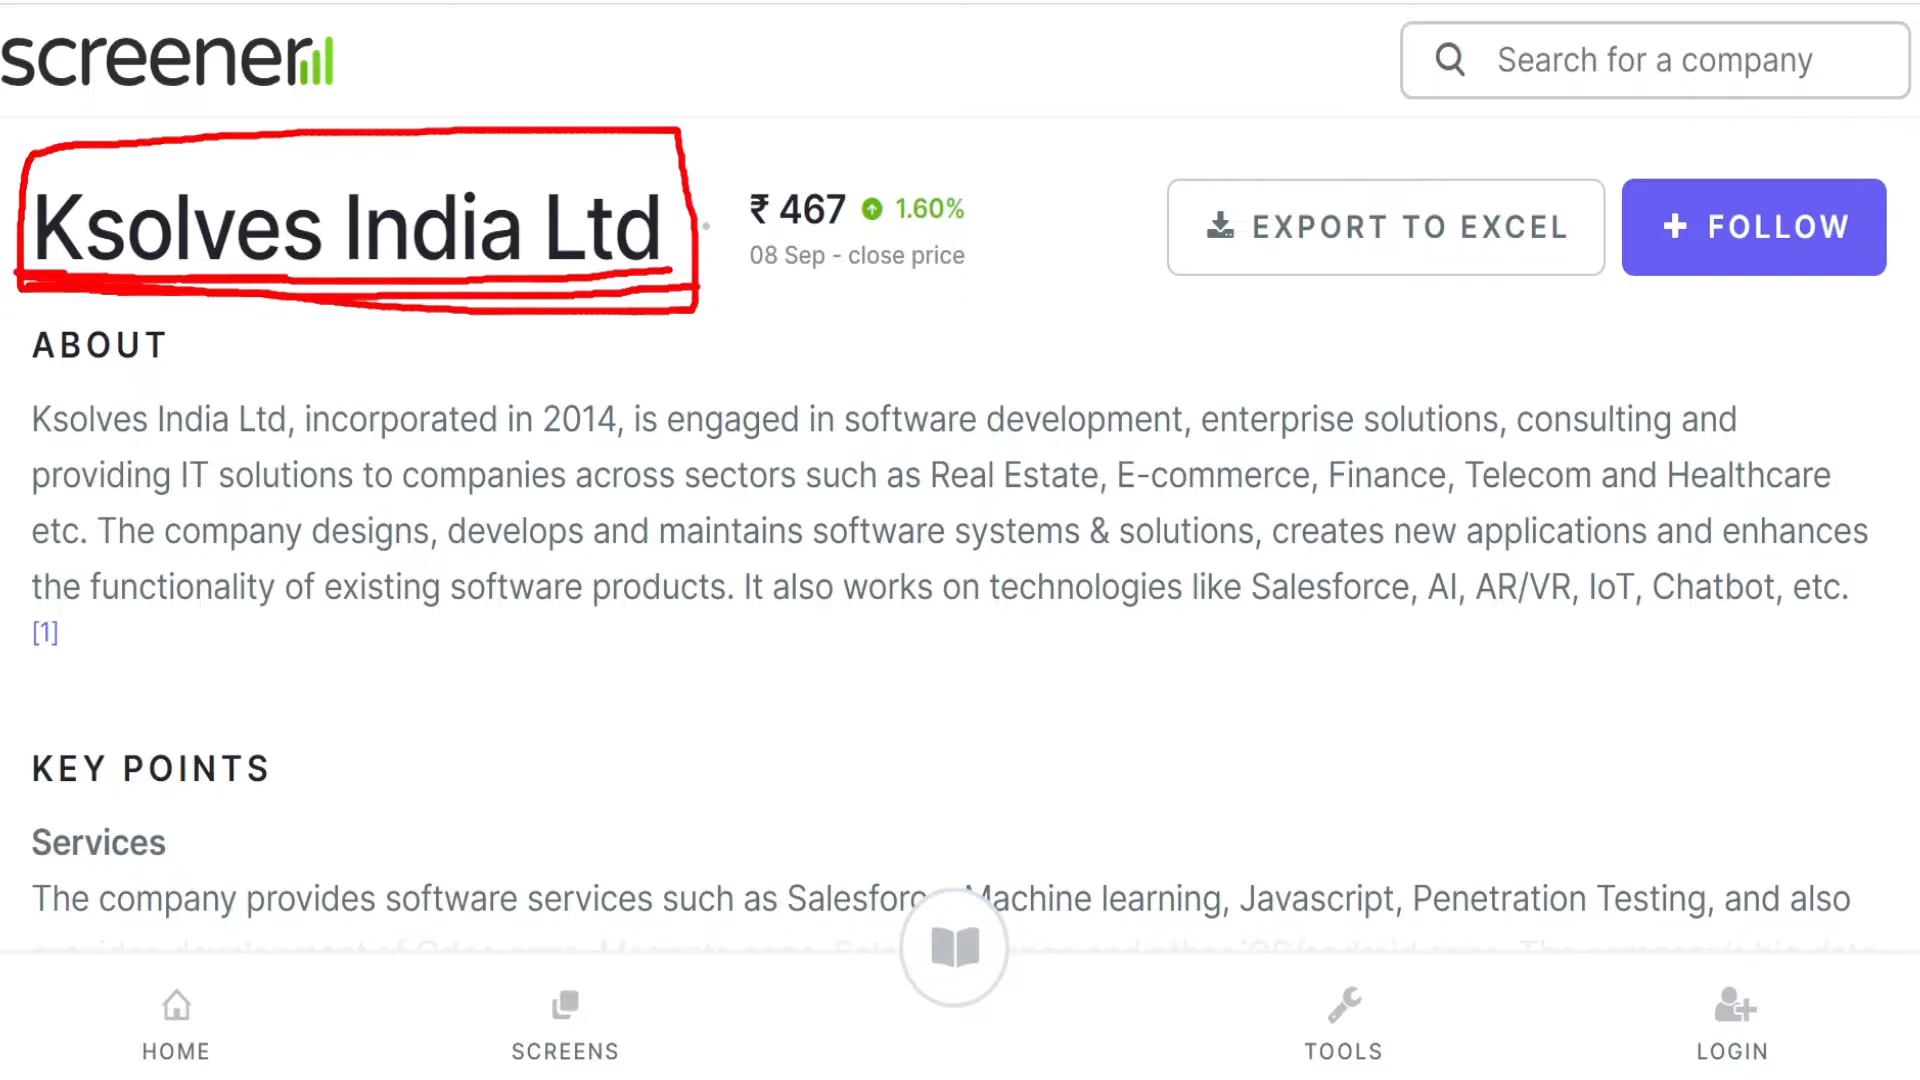 screener
Search for a company
Ksolves India Ltd
₹ 467 1.60%
08 Sep - close price
EXPORT TO EXCEL
+ FOLLOW
ABOUT
Ksolves India Ltd, incorporated in 2014, is engaged in software development, enterprise solutions, consulting and
providing IT solutions to companies across sectors such as Real Estate, E-commerce, Finance, Telecom and Healthcare
etc. The company designs, develops and maintains software systems & solutions, creates new applications and enhances
the functionality of existing software products. It also works on technologies like Salesforce, AI, AR/VR, IoT, Chatbot, etc.
[1]
KEY POINTS
Services
The company provides software services such as Machine learning, Javascript, Penetration Testing, and also
HOME
SCREENS
TOOLS
LOGIN